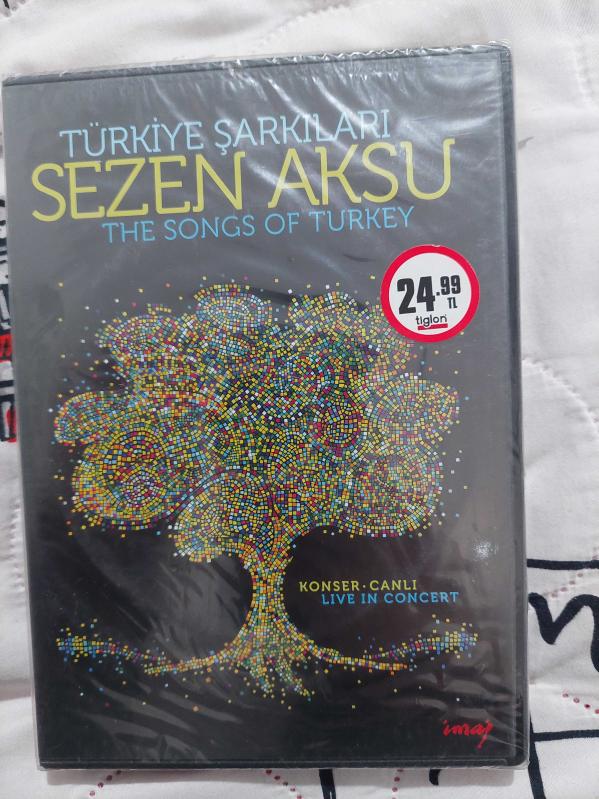 TÜRKİYE ŞARKILARI
SEZEN AKSU
THE SONGS OF TURKEY
24.99
TL
tiglon
KONSER · CANLI
LIVE IN CONCERT
imaj